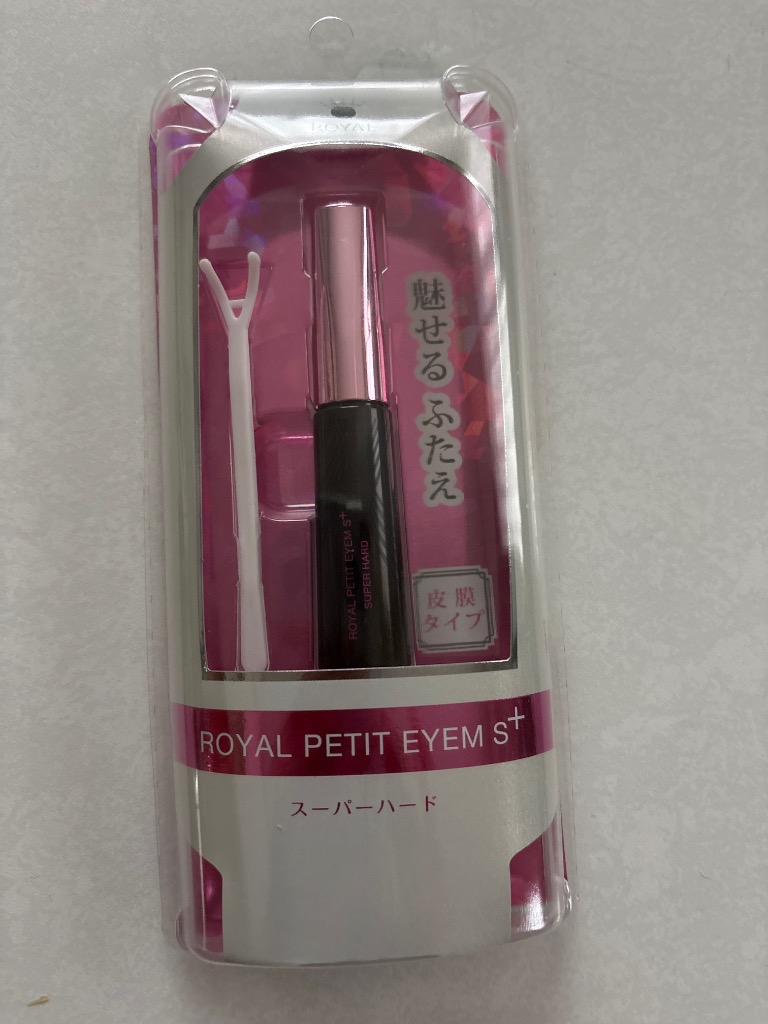 ROYAL
魅せる ふたえ
ROYAL PETIT EYEM S+
SUPER HARD
皮膜
タイプ
ROYAL PETIT EYEM S+
スーパーハード